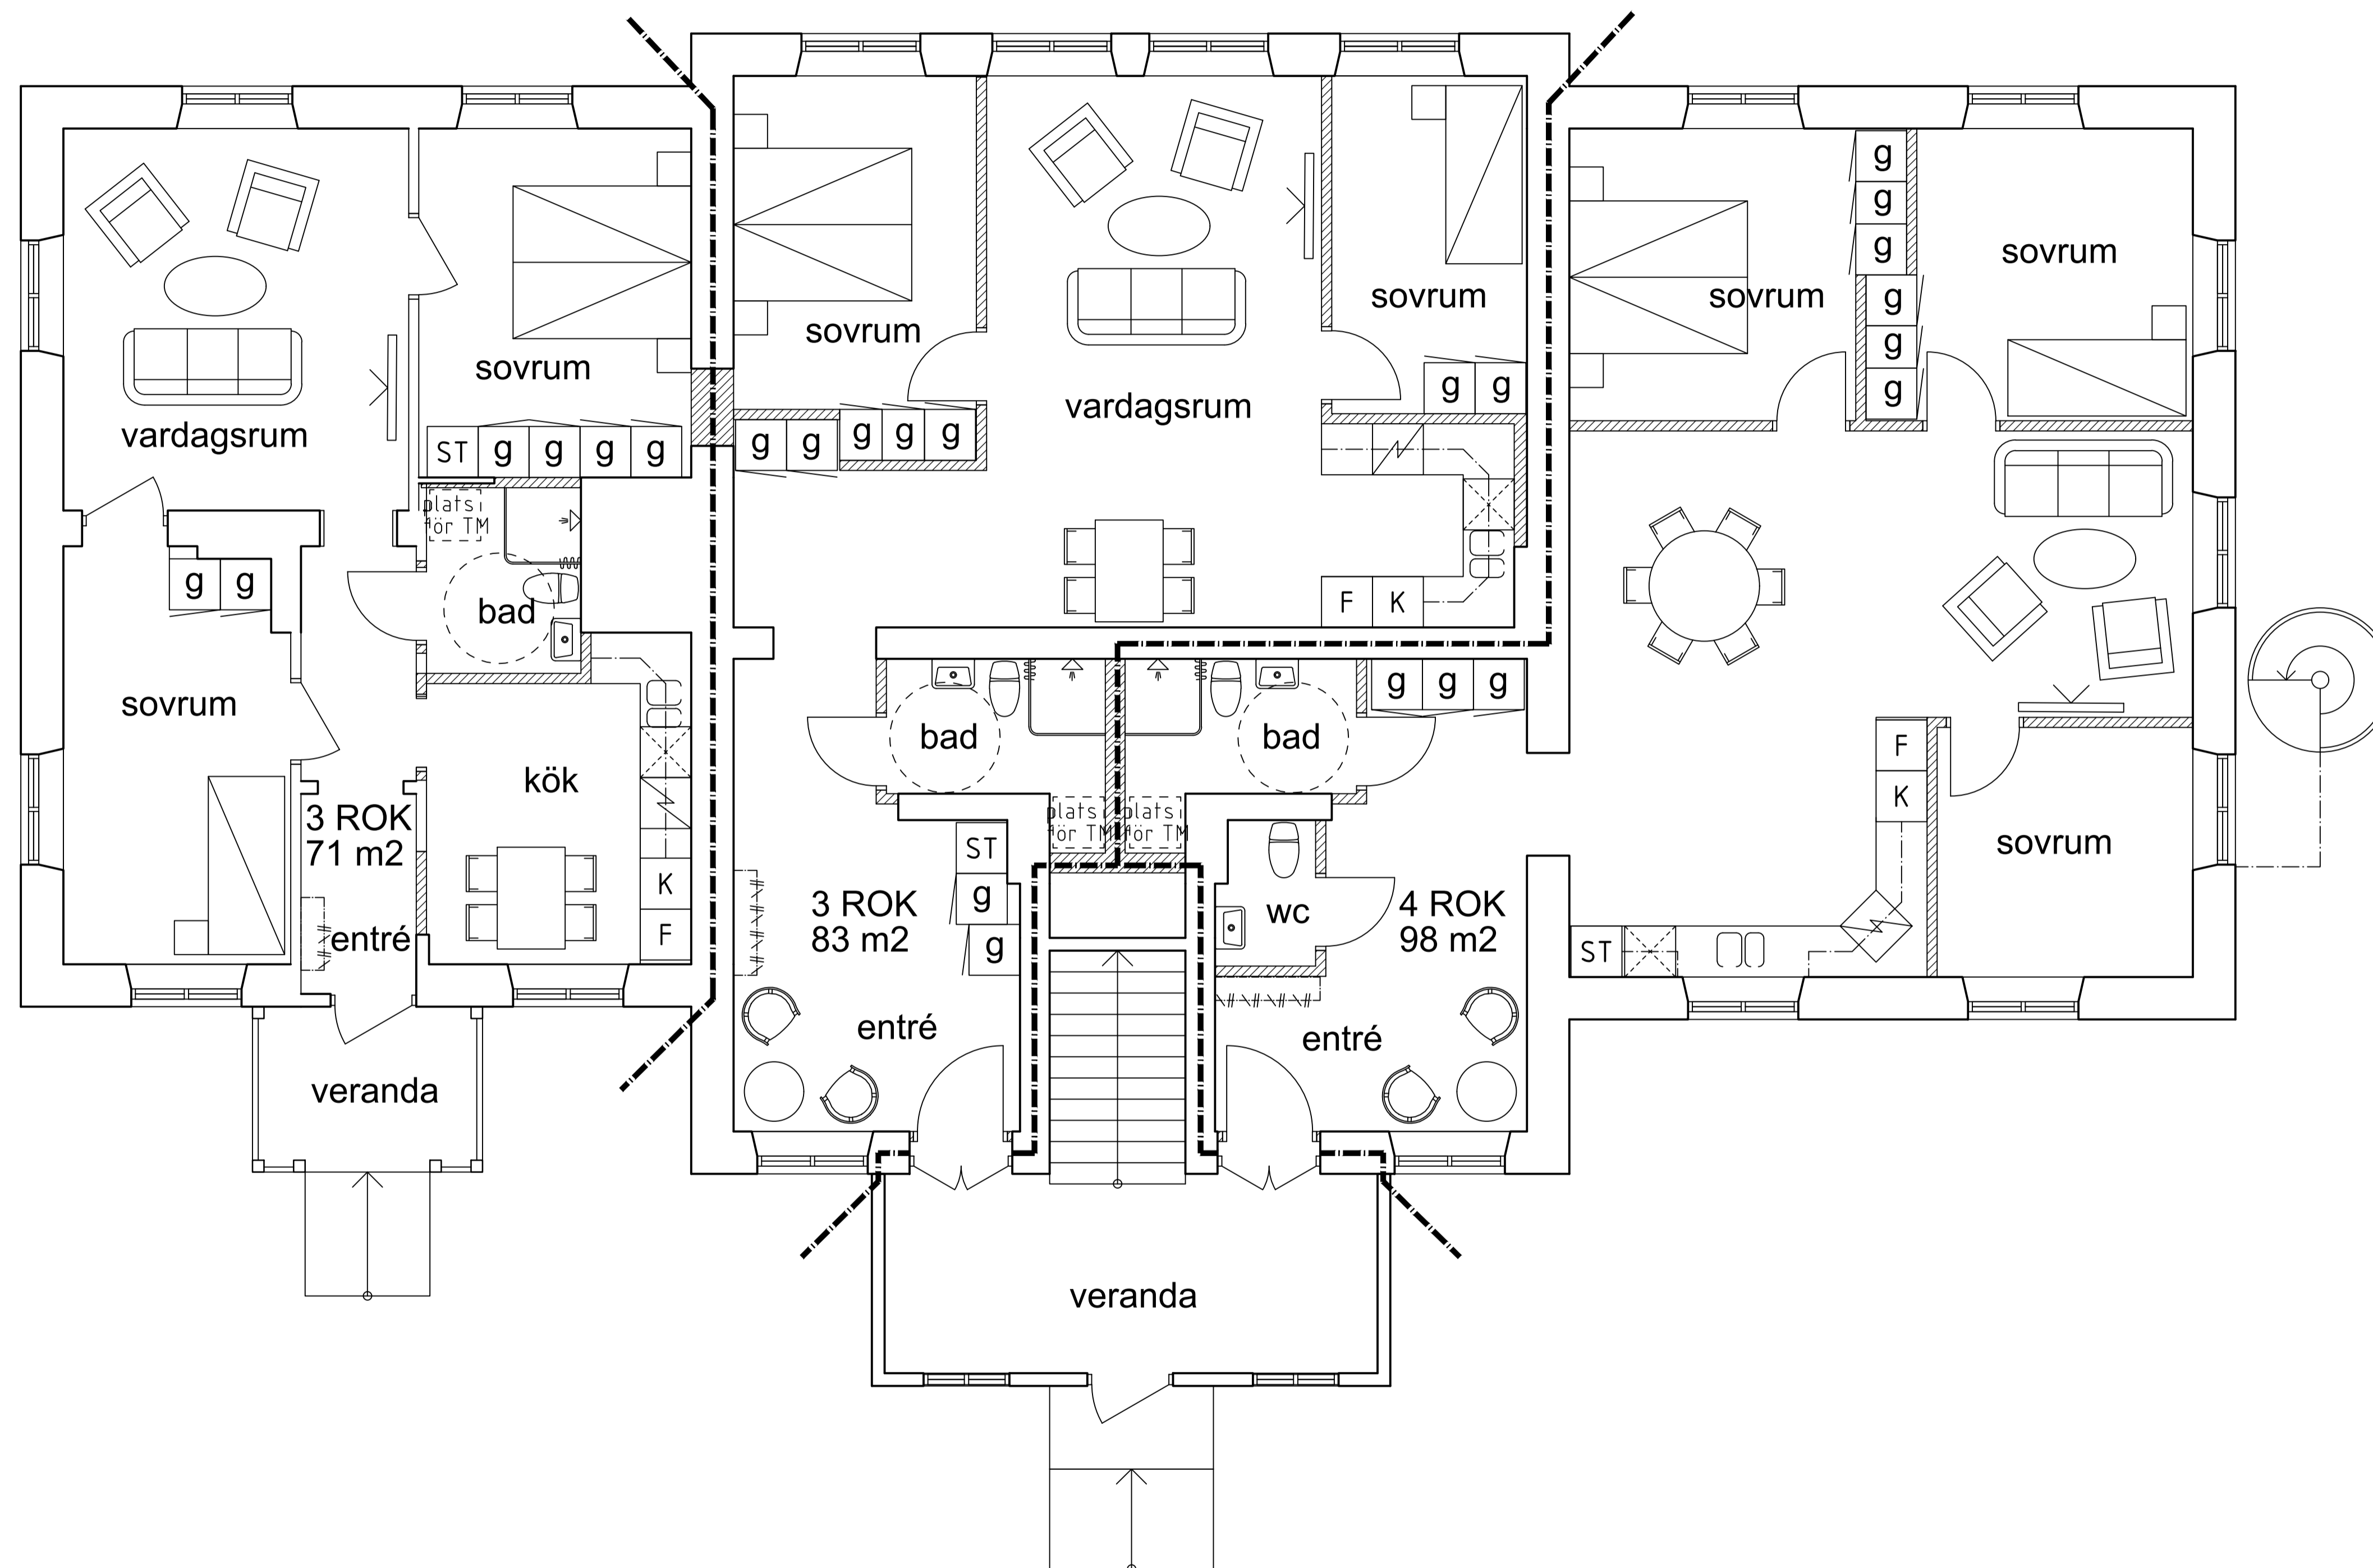 vardagsrum
sovrum
ST
g
g
g
g
plats
för TM
bad
g
g
sovrum
kök
3 ROK
71 m2
entré
K
F
veranda
sovrum
g
g
g
g
g
vardagsrum
sovrum
g
g
F
K
bad
plats
för TM
ST
g
g
3 ROK
83 m2
entré
bad
plats
för TM
g
g
g
wc
4 ROK
98 m2
entré
veranda
sovrum
g
g
g
g
g
g
sovrum
F
K
ST
sovrum